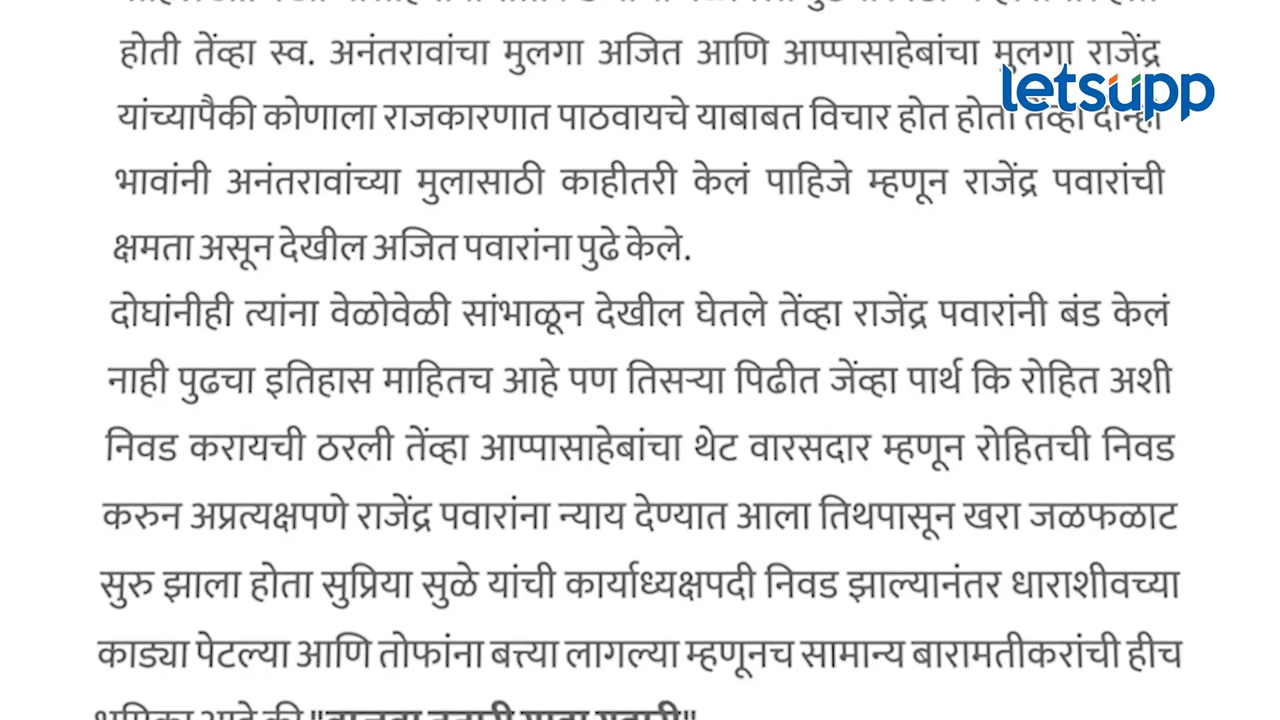 होती तेंव्हा स्व. अनंतरावांचा मुलगा अजित आणि आप्पासाहेबांचा मुलगा राजेंद्र
letsupp
यांच्यापैकी कोणाला राजकारणात पाठवायचे याबाबत विचार होत होता तेंव्हा दोन्ही
भावांनी अनंतरावांच्या मुलासाठी काहीतरी केलं पाहिजे म्हणून राजेंद्र पवारांची
क्षमता असून देखील अजित पवारांना पुढे केले.
दोघांनीही त्यांना वेळोवेळी सांभाळून देखील घेतले तेंव्हा राजेंद्र पवारांनी बंड केलं
नाही पुढचा इतिहास माहितच आहे पण तिसऱ्या पिढीत जेंव्हा पार्थ कि रोहित अशी
निवड करायची ठरली तेंव्हा आप्पासाहेबांचा थेट वारसदार म्हणून रोहितची निवड
करुन अप्रत्यक्षपणे राजेंद्र पवारांना न्याय देण्यात आला तिथपासून खरा जळफळाट
सुरु झाला होता सुप्रिया सुळे यांची कार्याध्यक्षपदी निवड झाल्यानंतर धाराशीवच्या
काड्या पेटल्या आणि तोफांना बत्त्या लागल्या म्हणूनच सामान्य बारामतीकरांची हीच